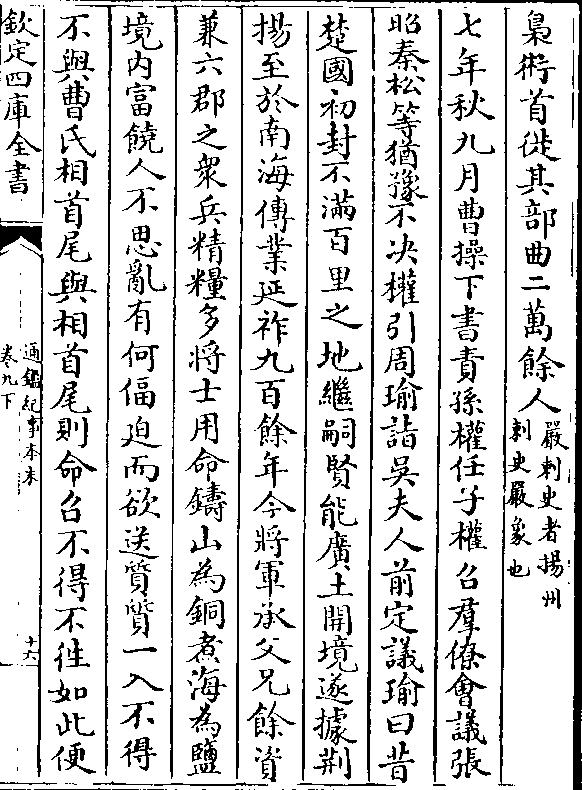 梟術首徙其部曲二萬餘人嚴刺史者揚州刺史嚴象也
七年秋九月曹操下書責孫權任子權召羣僚會議張
昭秦松等猶豫不决權引周瑜詣吳夫人前定議瑜曰昔
楚國初封不滿百里之地繼嗣賢能廣土開境遂據荆
揚至於南海傳業延祚九百餘年今將軍承父兄餘資
兼六郡之衆兵精糧多將士用命鑄山為銅煮海為鹽
境内富饒人不思亂有何偪迫而欲送質質一入不得
不與曹氏相首尾與相首尾則命召不得不徃如此便
欽定四庫全書
通鑑紀事本末
卷九下
十六